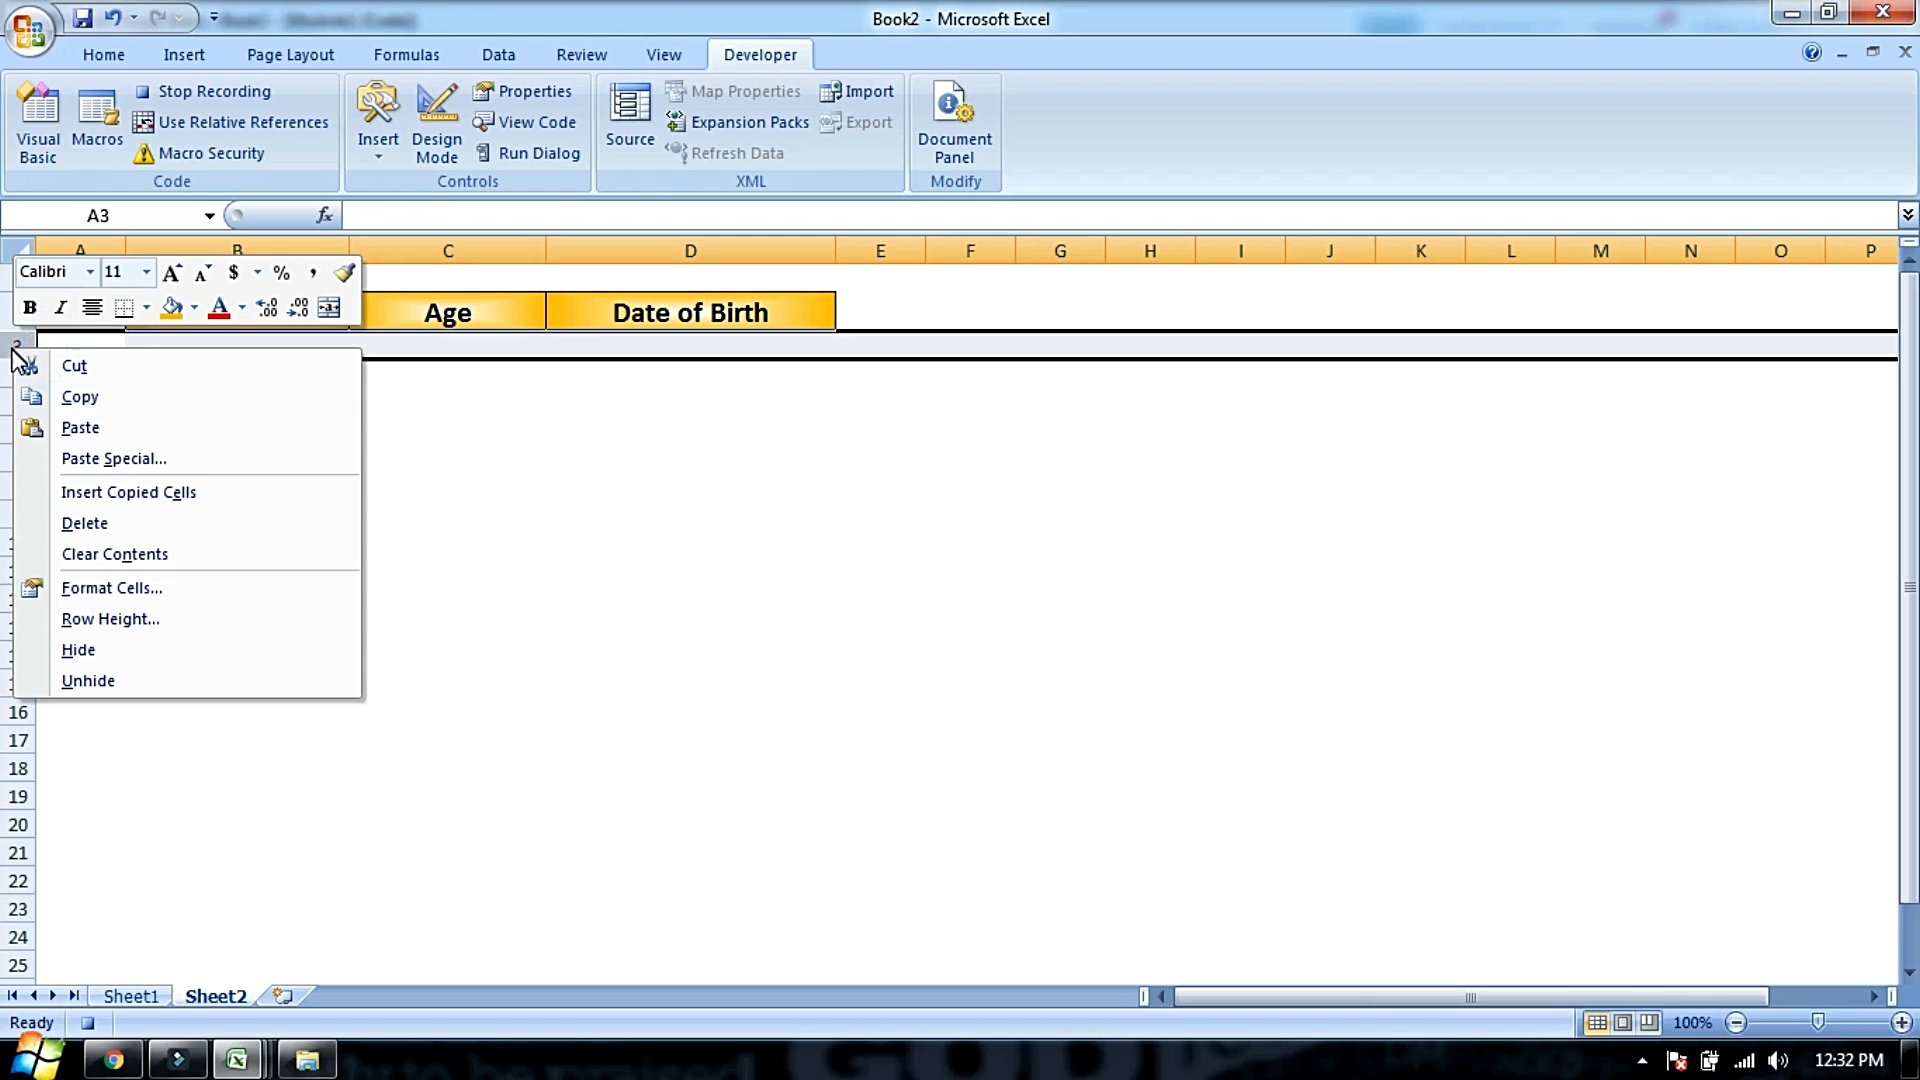 Book2 - Microsoft Excel
Home Insert Page Layout Formulas Data Review View Developer
Visual Basic
Macros
Stop Recording
Use Relative References
Macro Security
Code
Insert
Design Mode
Properties
View Code
Run Dialog
Controls
Source
Map Properties
Expansion Packs
Refresh Data
Import
Export
XML
Document Panel
Modify
A3
fx
A B C D E F G H I J K L M N O P
Calibri 11 A A $ % ,
B I A
Age Date of Birth
3
Cut
Copy
Paste
Paste Special...
Insert Copied Cells
Delete
Clear Contents
Format Cells...
Row Height...
Hide
Unhide
16
17
18
19
20
21
22
23
24
25
Sheet1 Sheet2
Ready
100%
12:32 PM